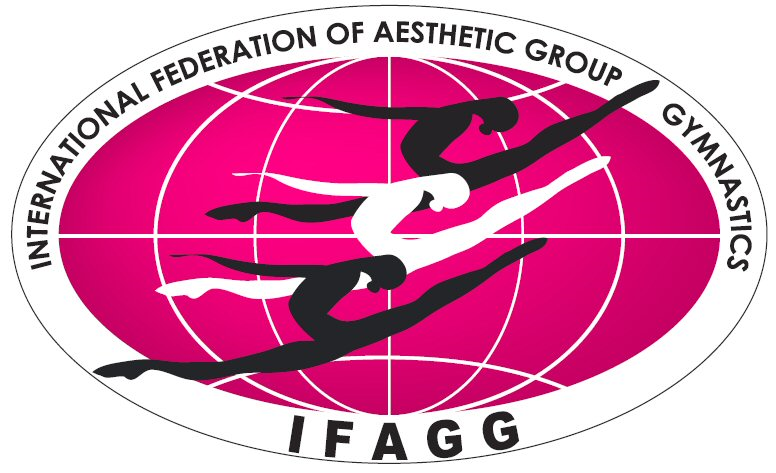 INTERNATIONAL FEDERATION OF AESTHETIC GROUP GYMNASTICS
IFAGG